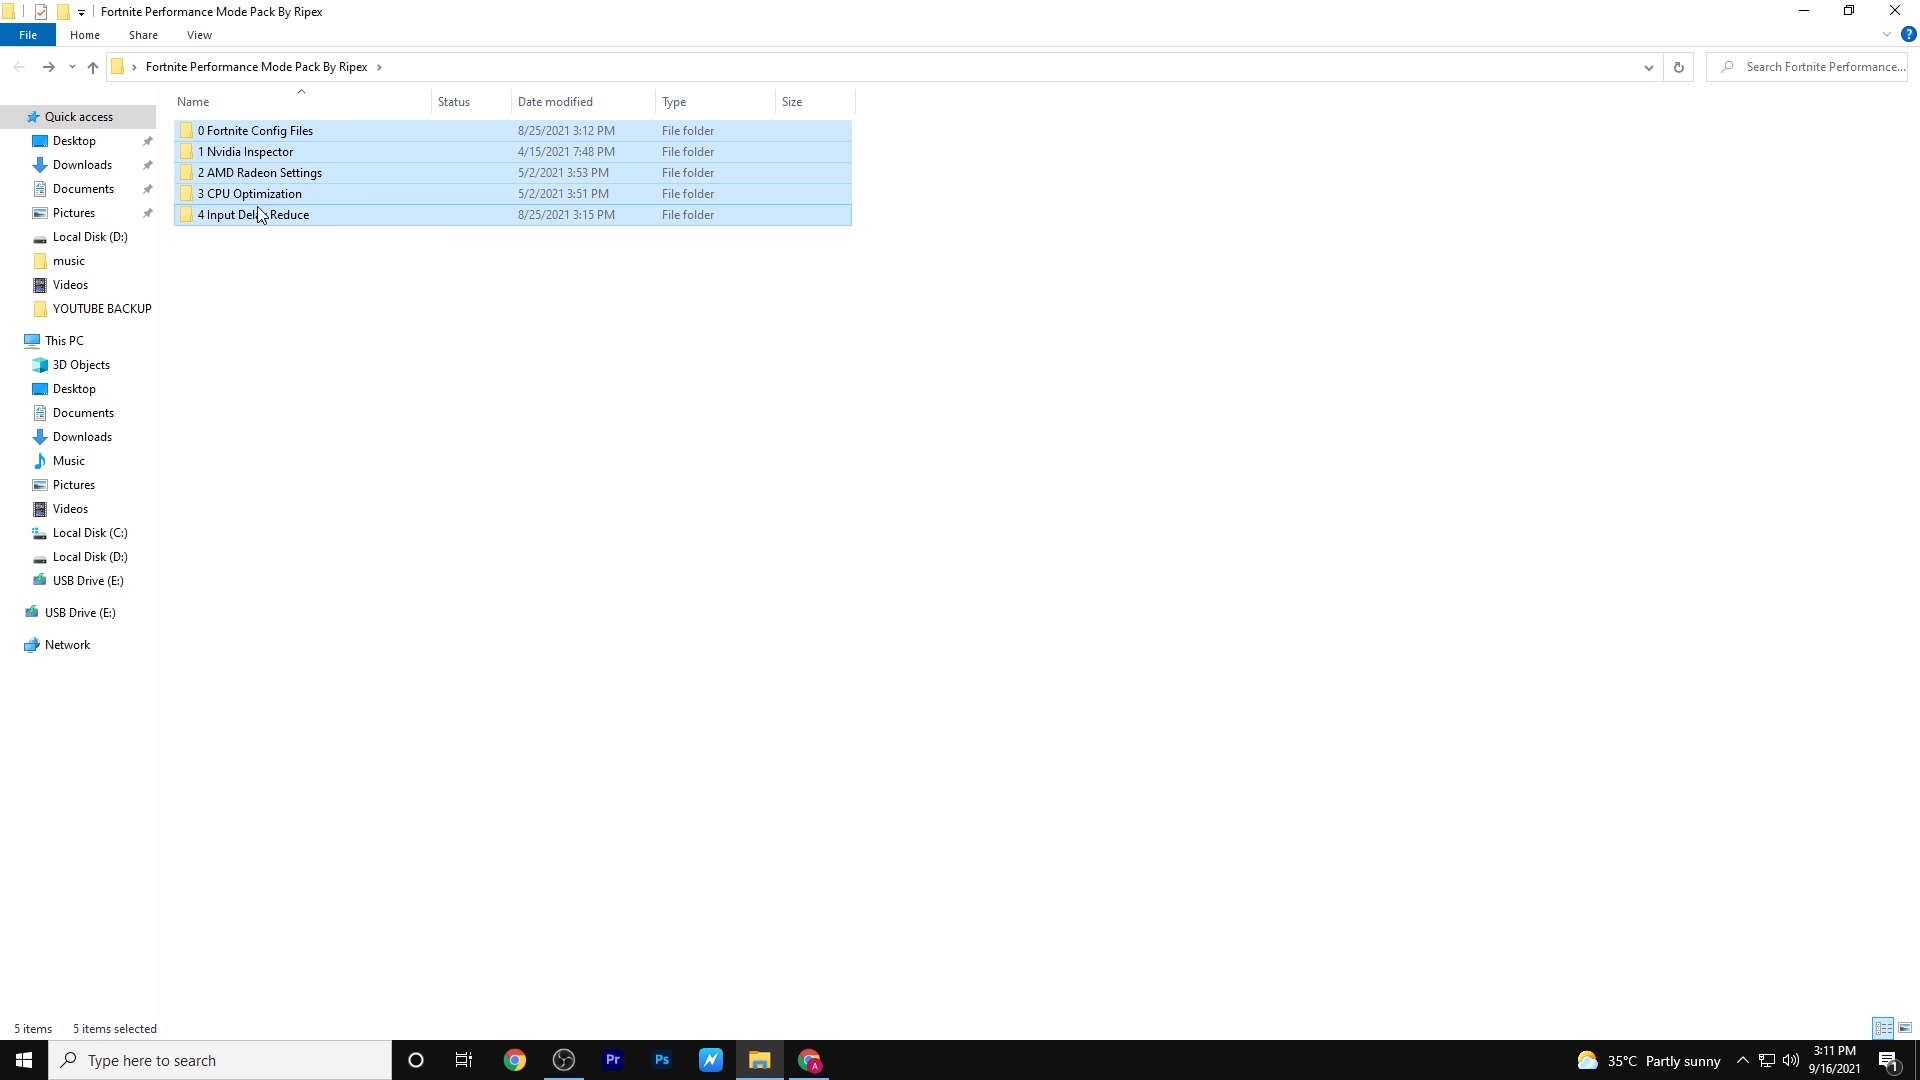 Fortnite Performance Mode Pack By Ripex
File Home Share View
Fortnite Performance Mode Pack By Ripex
Search Fortnite Performance...
Name Status Date modified Type Size
0 Fortnite Config Files 8/25/2021 3:12 PM File folder
1 Nvidia Inspector 4/15/2021 7:48 PM File folder
2 AMD Radeon Settings 5/2/2021 3:53 PM File folder
3 CPU Optimization 5/2/2021 3:51 PM File folder
4 Input Delay Reduce 8/25/2021 3:15 PM File folder
Quick access
Desktop
Downloads
Documents
Pictures
Local Disk (D:)
music
Videos
YOUTUBE BACKUP
This PC
3D Objects
Desktop
Documents
Downloads
Music
Pictures
Videos
Local Disk (C:)
Local Disk (D:)
USB Drive (E:)
USB Drive (E:)
Network
5 items 5 items selected
Type here to search
Pr
Ps
A
35°C Partly sunny
3:11 PM
9/16/2021
1